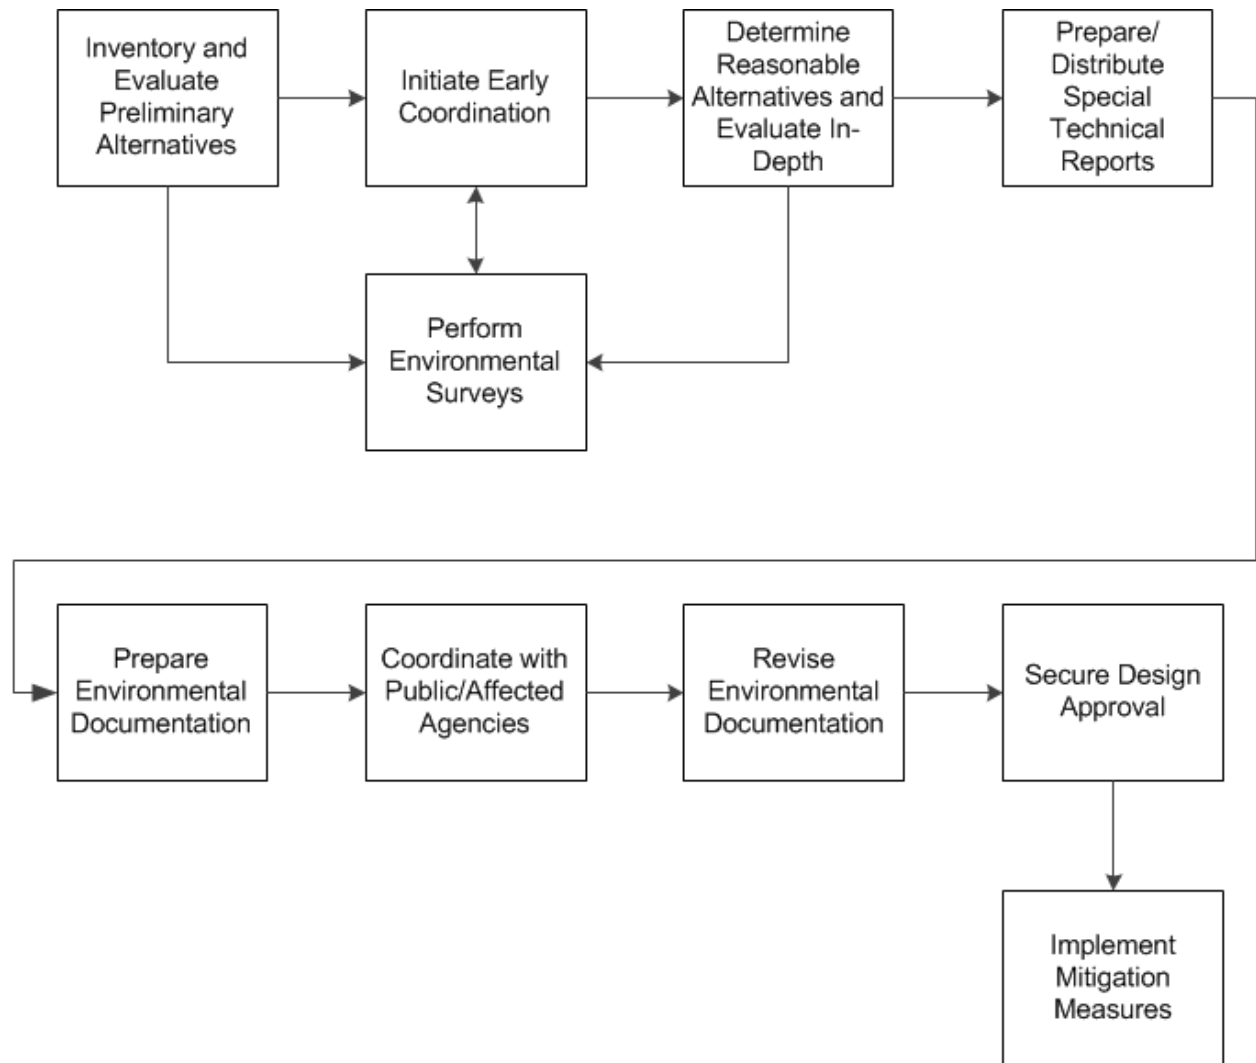 Inventory and
Evaluate
Preliminary
Alternatives
Initiate Early
Coordination
Determine
Reasonable
Alternatives and
Evaluate In-
Depth
Prepare/
Distribute
Special
Technical
Reports
Perform
Environmental
Surveys
Prepare
Environmental
Documentation
Coordinate with
Public/Affected
Agencies
Revise
Environmental
Documentation
Secure Design
Approval
Implement
Mitigation
Measures